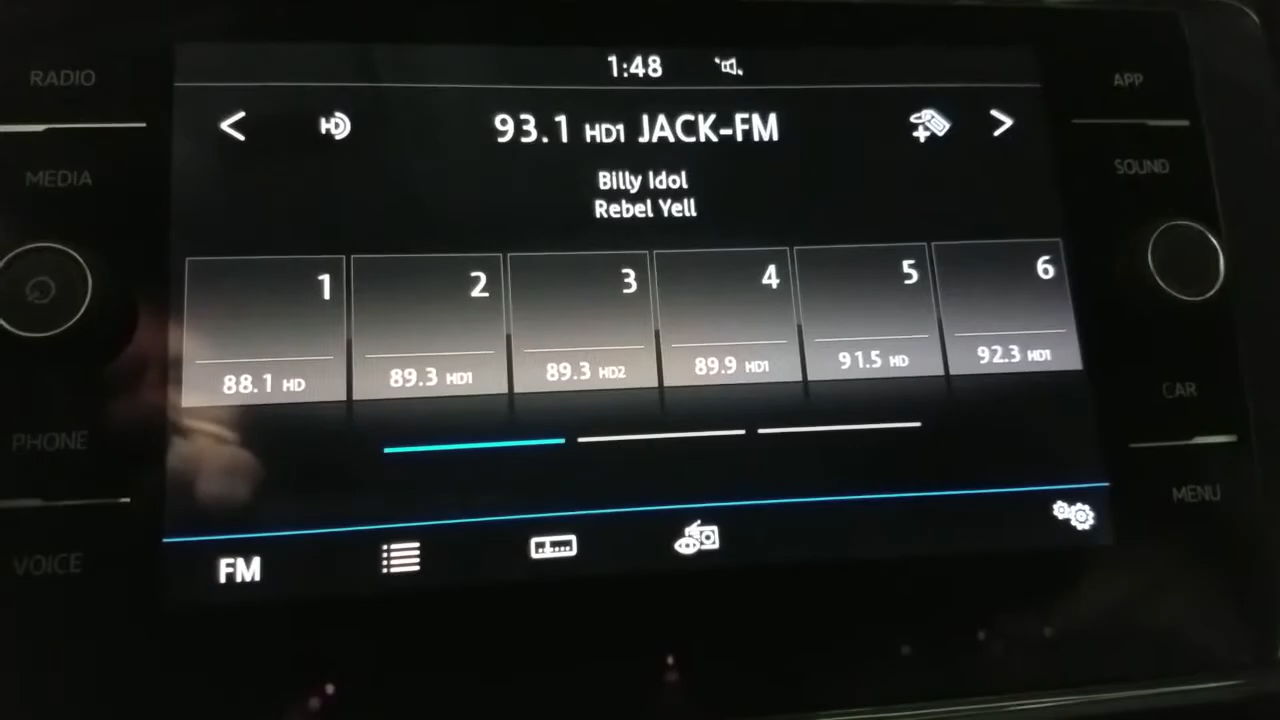 RADIO
MEDIA
PHONE
VOICE
1:48
93.1 HD1 JACK-FM
Billy Idol
Rebel Yell
1
2
3
4
5
6
88.1 HD
89.3 HD1
89.3 HD2
89.9 HD1
91.5 HD
92.3 HD1
FM
APP
SOUND
CAR
MENU